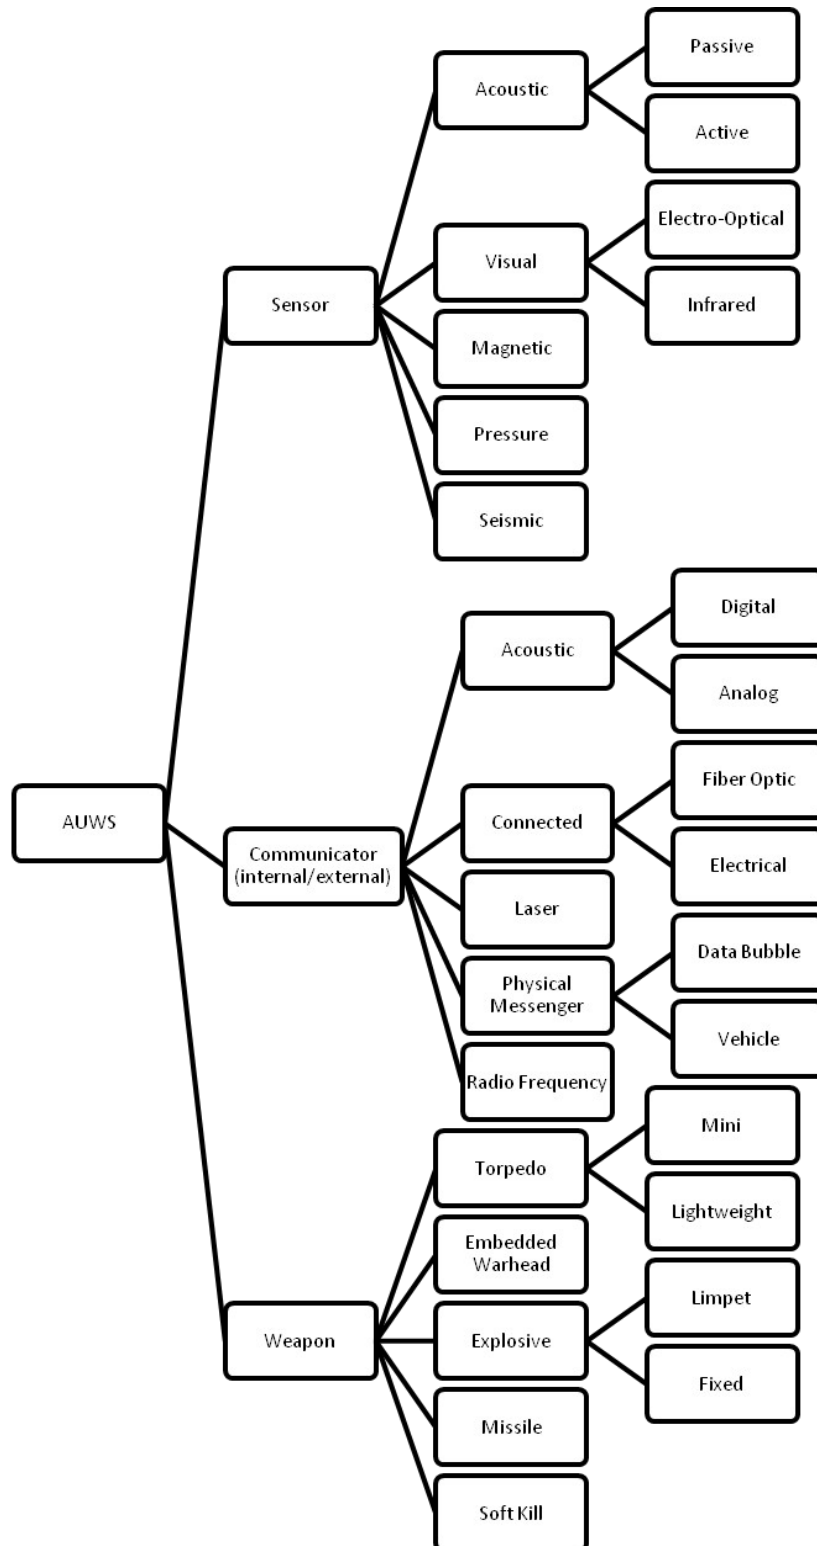 Passive
Acoustic
Active
Electro-Optical
Visual
Sensor
Infrared
Magnetic
Pressure
Seismic
Digital
Acoustic
Analog
Fiber Optic
Connected
AUWS
Communicator
(internal/external)
Electrical
Laser
Data Bubble
Physical
Messenger
Vehicle
Radio Frequency
Mini
Torpedo
Lightweight
Embedded
Warhead
Limpet
Weapon
Explosive
Fixed
Missile
Soft Kill